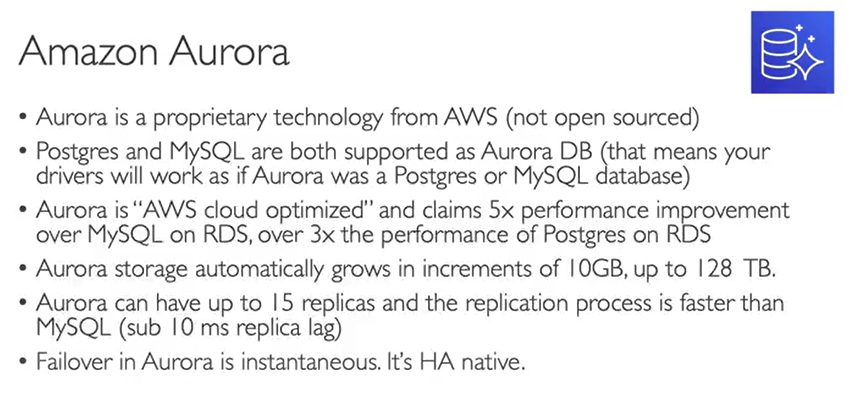 Amazon Aurora
• Aurora is a proprietary technology from AWS (not open sourced)
• Postgres and MySQL are both supported as Aurora DB (that means your
drivers will work as if Aurora was a Postgres or MySQL database)
• Aurora is “AWS cloud optimized” and claims 5x performance improvement
over MySQL on RDS, over 3x the performance of Postgres on RDS
• Aurora storage automatically grows in increments of 10GB, up to 128 TB.
• Aurora can have up to 15 replicas and the replication process is faster than
MySQL (sub 10 ms replica lag)
• Failover in Aurora is instantaneous. It’s HA native.